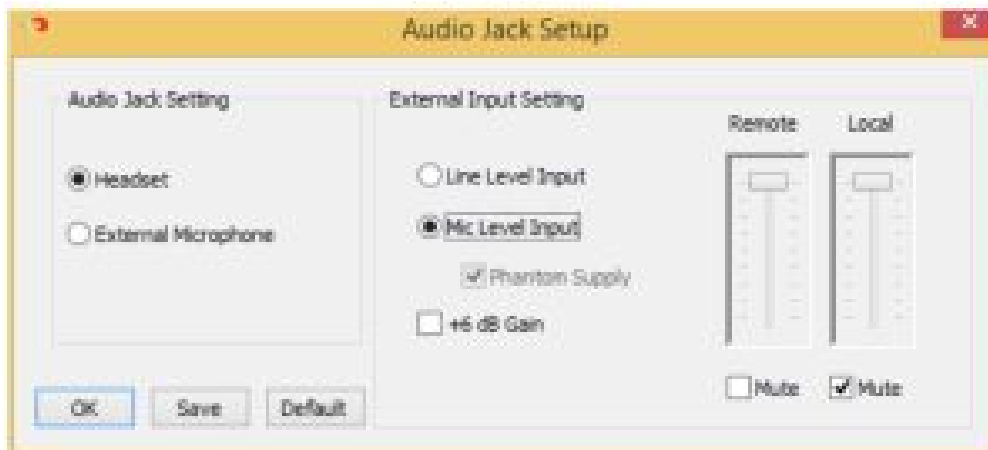 Audio Jack Setup
Audio Jack Setting
Headset
External Microphone
External Input Setting
Line Level Input
Mic Level Input
Phantom Supply
+6 dB Gain
Remote Local
Mute Mute
OK Save Default